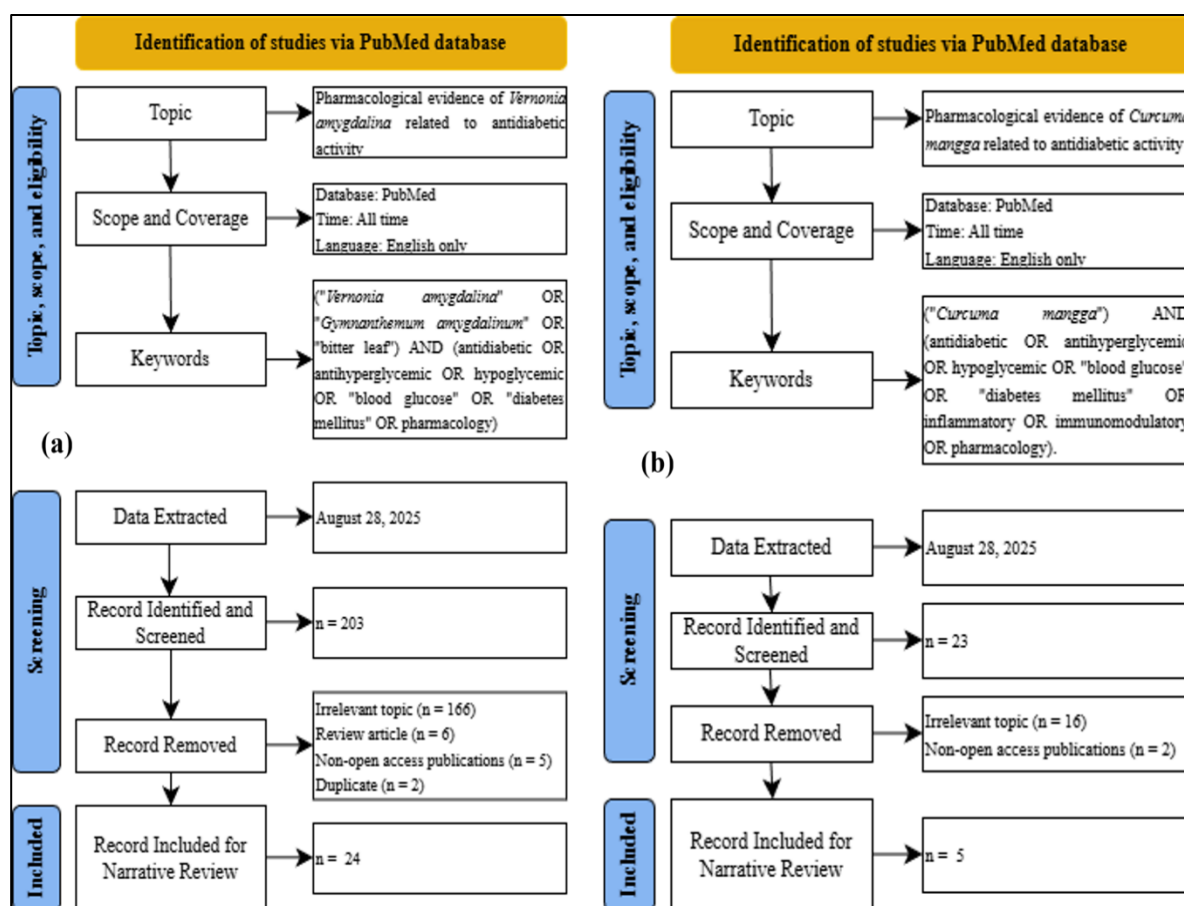 Identification of studies via PubMed database
Topic, scope, and eligibility
Topic
Pharmacological evidence of Vernonia
amygdalina related to antidiabetic
activity
Scope and Coverage
Database: PubMed
Time: All time
Language: English only
Keywords
("Vernonia amygdalina" OR
"Gymnanthemum amygdalinum" OR
"bitter leaf") AND (antidiabetic OR
antihyperglycemic OR hypoglycemic
OR "blood glucose" OR "diabetes
mellitus" OR pharmacology)
(a)
Screening
Data Extracted
August 28, 2025
Record Identified and
Screened
n = 203
Record Removed
Irrelevant topic (n = 166)
Review article (n = 6)
Non-open access publications (n = 5)
Duplicate (n = 2)
Included
Record Included for
Narrative Review
n = 24
Identification of studies via PubMed database
Topic, scope, and eligibility
Topic
Pharmacological evidence of Curcuma
mangga related to antidiabetic activity
Scope and Coverage
Database: PubMed
Time: All time
Language: English only
Keywords
("Curcuma mangga") AND
(antidiabetic OR antihyperglycemic
OR hypoglycemic OR "blood glucose"
OR "diabetes mellitus" OR
inflammatory OR immunomodulatory
OR pharmacology).
(b)
Screening
Data Extracted
August 28, 2025
Record Identified and
Screened
n = 23
Record Removed
Irrelevant topic (n = 16)
Non-open access publications (n = 2)
Included
Record Included for
Narrative Review
n = 5